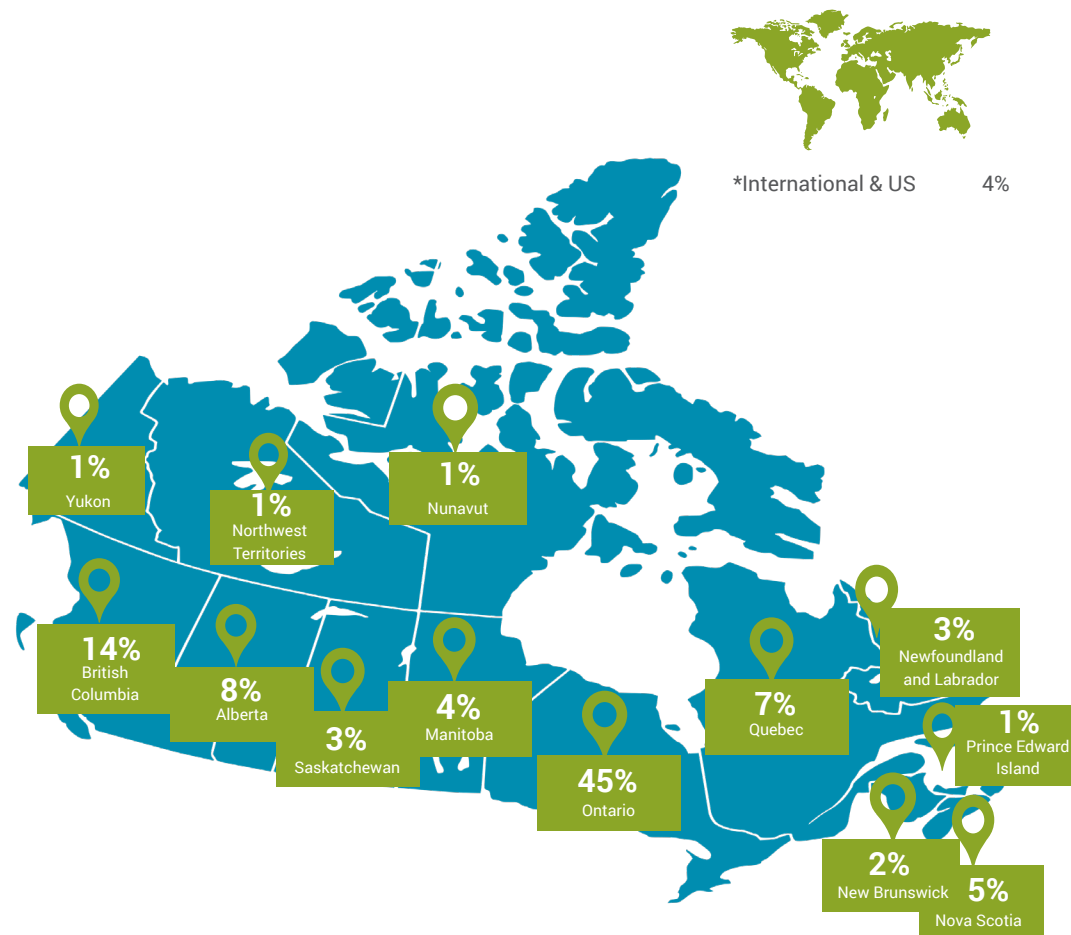 *International & US 4%
1%
Yukon
1%
Northwest
Territories
1%
Nunavut
14%
British
Columbia
8%
Alberta
3%
Saskatchewan
4%
Manitoba
45%
Ontario
7%
Quebec
3%
Newfoundland
and Labrador
1%
Prince Edward
Island
2%
New Brunswick
5%
Nova Scotia